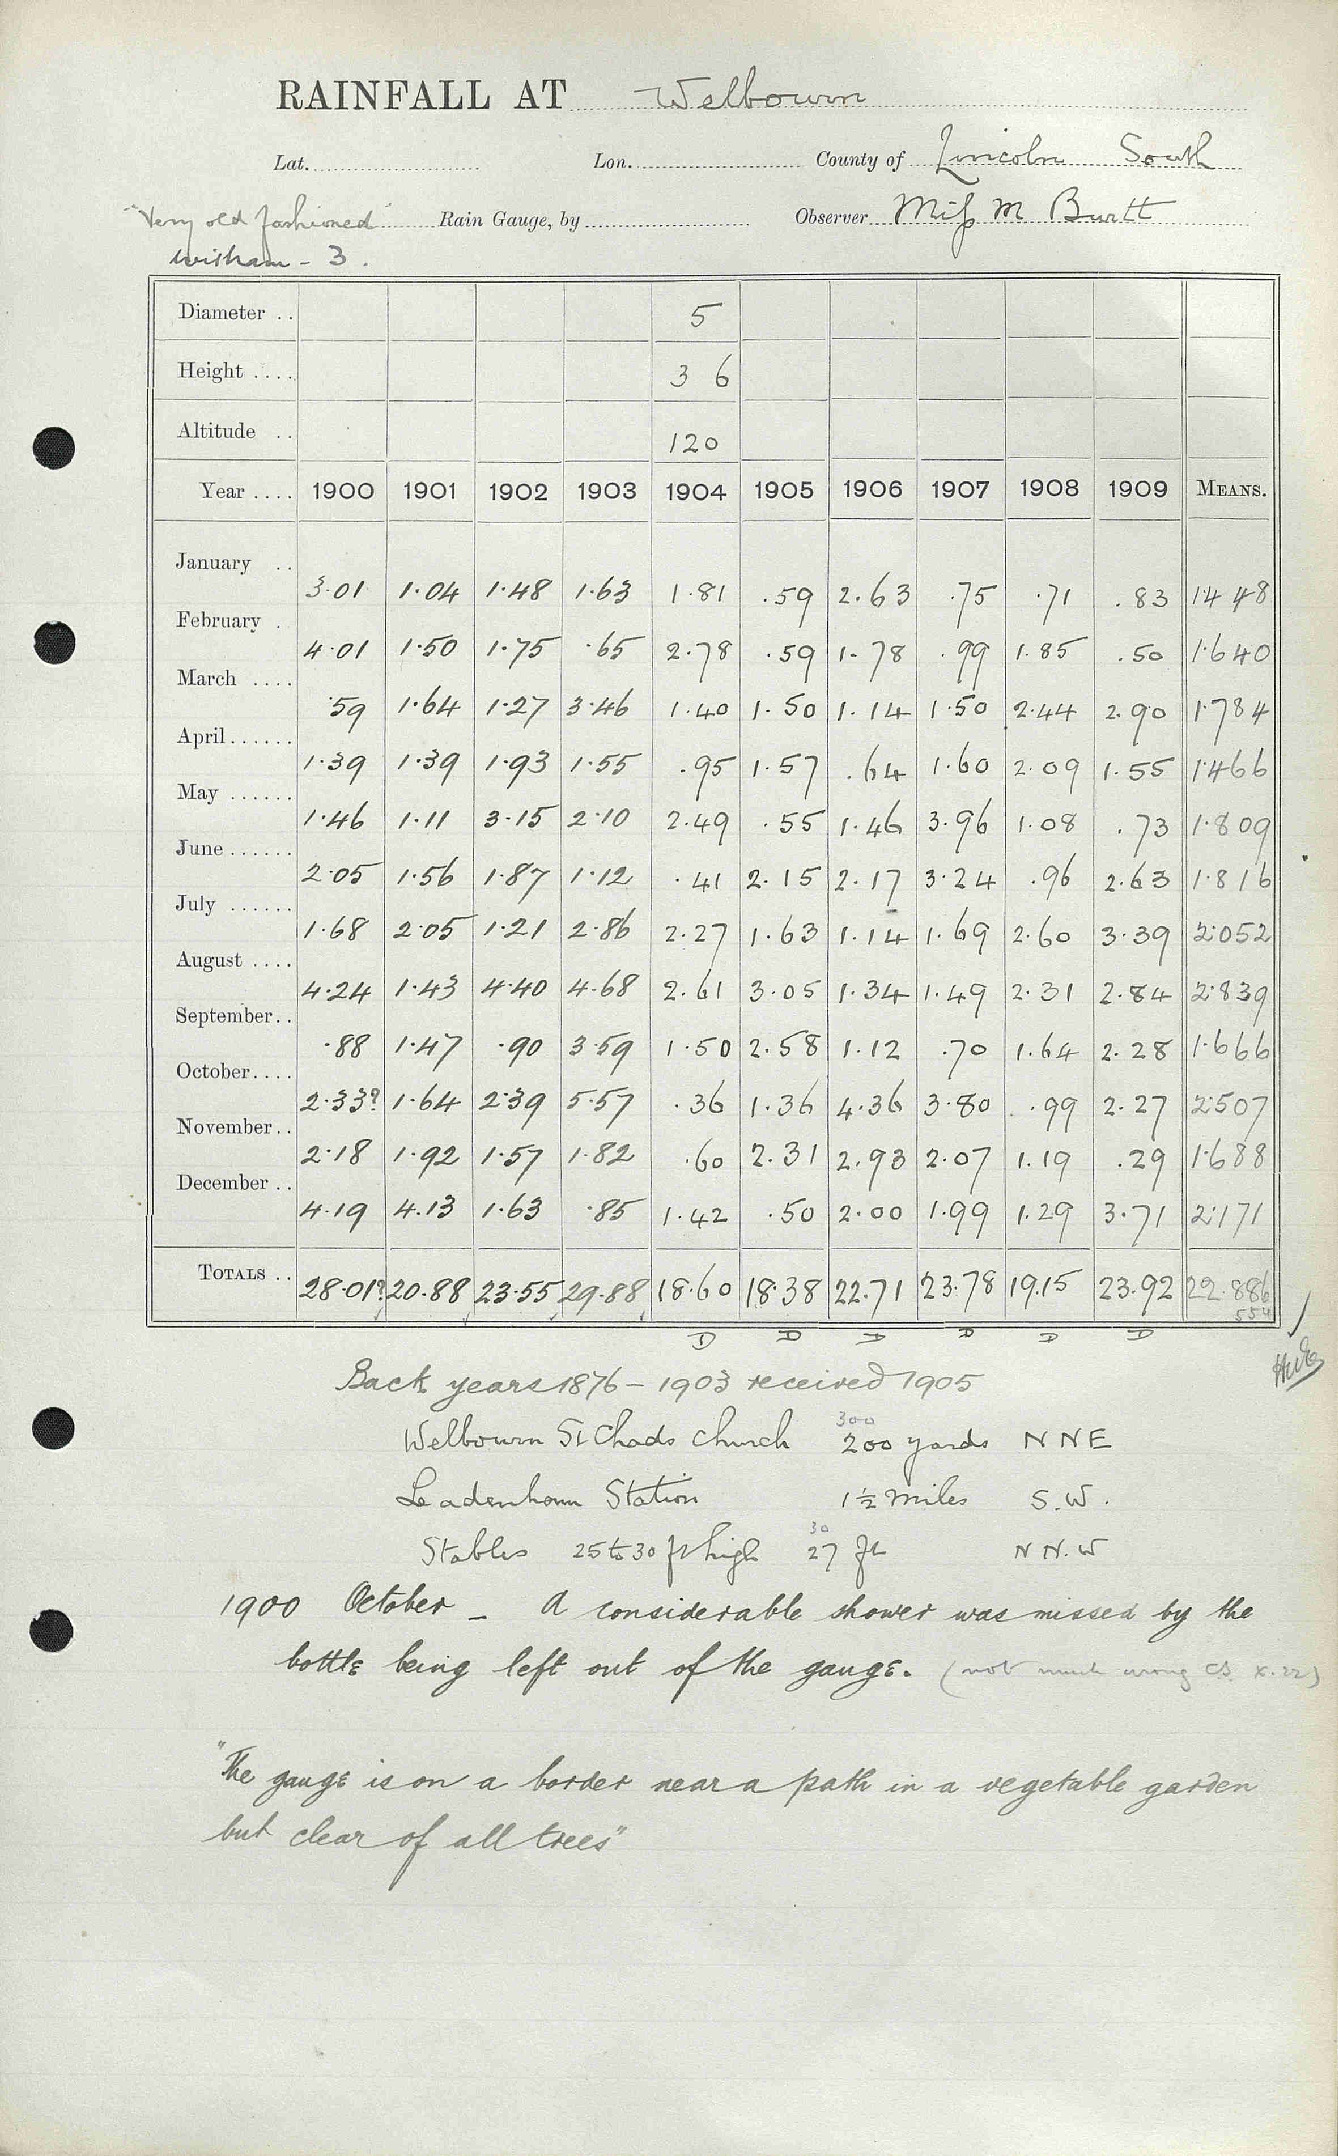 RAINFALL AT Welbourn
Lat. Lon. County of Lincoln South
"Very old fashioned" Rain Gauge, by Observer Miss M Burtt
Witham - 3.
Diameter .. 5
Height .... 3 6
Altitude .. 120
Year .... 1900 1901 1902 1903 1904 1905 1906 1907 1908 1909 MEANS.
January .. 3.01 1.04 1.48 1.63 1.81 .59 2.63 .75 .71 .83 1.448
February . 4.01 1.50 1.75 .65 2.78 .59 1.78 .99 1.85 .50 1.640
March .... .59 1.64 1.27 3.46 1.40 1.50 1.14 1.50 2.44 2.90 1.784
April ...... 1.39 1.39 1.93 1.55 .95 1.57 .64 1.60 2.09 1.55 1.466
May ...... 1.46 1.11 3.15 2.10 2.49 .55 1.46 3.96 1.08 .73 1.809
June ...... 2.05 1.56 1.87 1.12 .41 2.15 2.17 3.24 .96 2.63 1.816
July ...... 1.68 2.05 1.21 2.86 2.27 1.63 1.14 1.69 2.60 3.39 2.052
August .... 4.24 1.43 4.40 4.68 2.61 3.05 1.34 1.49 2.31 2.84 2.839
September.. .88 1.47 .90 3.59 1.50 2.58 1.12 .70 1.64 2.28 1.666
October.... 2.33? 1.64 2.39 5.57 .36 1.36 4.36 3.80 .99 2.27 2.507
November.. 2.18 1.92 1.57 1.82 .60 2.31 2.93 2.07 1.19 .29 1.688
December .. 4.19 4.13 1.63 .85 1.42 .50 2.00 1.99 1.29 3.71 2.171
TOTALS .. 28.01? 20.88 23.55 29.88 18.60 18.38 22.71 23.78 19.15 23.92 22.886
554
D D D D D D
Back years 1876 - 1903 received 1905
300
Welbourn St Chads Church 200 yards N N E
Leadenham Station 1½ miles S.W.
30
Stables 25 to 30 ft high 27 ft N N.W
1900 October - A considerable shower was missed by the
bottle being left out of the gauge. (not much wrong CS. X.22)
"The gauge is on a border near a path in a vegetable garden
but clear of all trees"